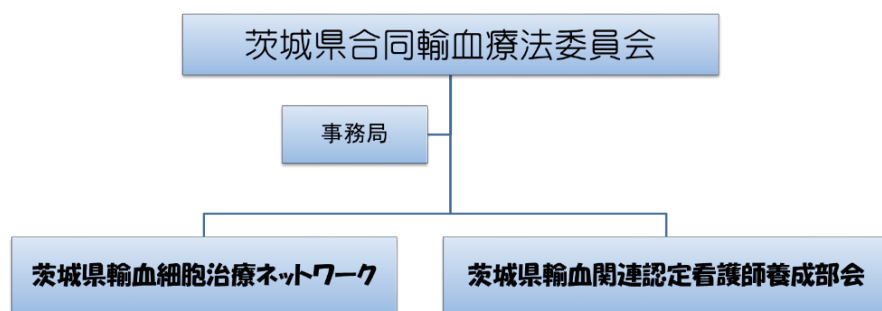 茨城県合同輸血療法委員会
事務局
茨城県輸血細胞治療ネットワーク
茨城県輸血関連認定看護師養成部会